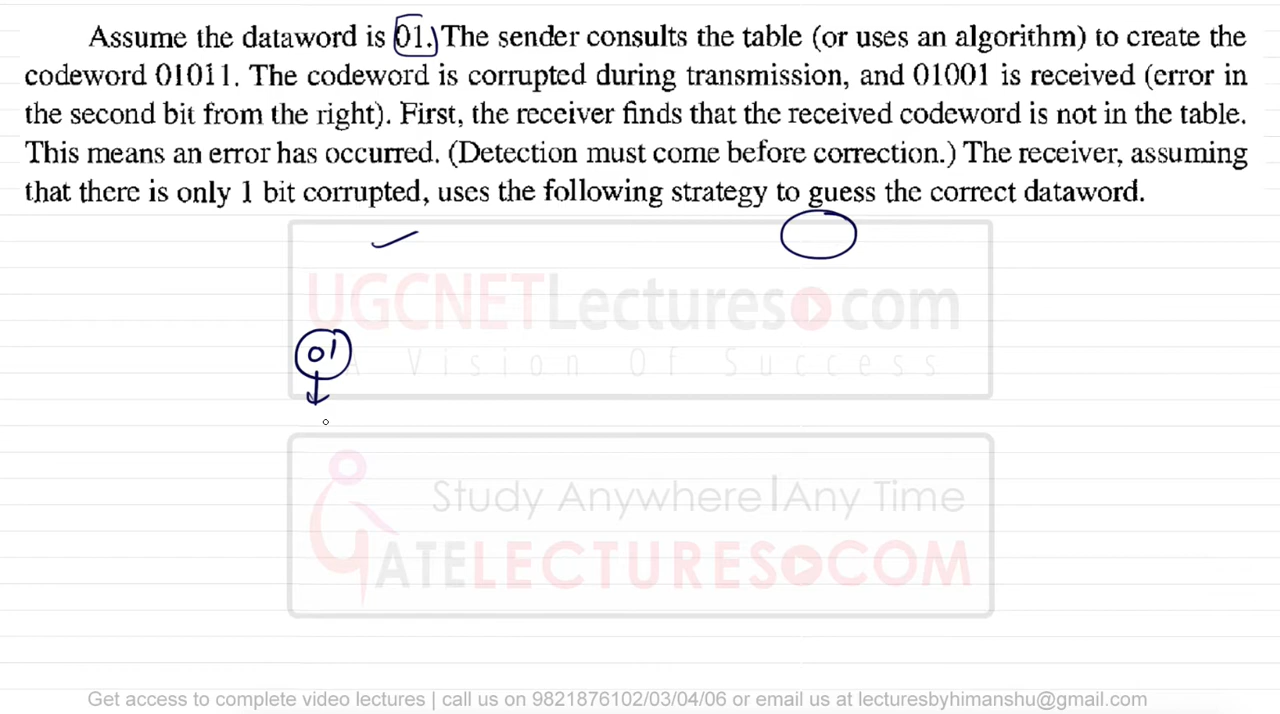 Assume the dataword is 01. The sender consults the table (or uses an algorithm) to create the
codeword 01011. The codeword is corrupted during transmission, and 01001 is received (error in
the second bit from the right). First, the receiver finds that the received codeword is not in the table.
This means an error has occurred. (Detection must come before correction.) The receiver, assuming
that there is only 1 bit corrupted, uses the following strategy to guess the correct dataword.
UGCNETLectures.com
A Vision Of Success
01
Study Anywhere|Any Time
GATELECTURES.COM
Get access to complete video lectures | call us on 9821876102/03/04/06 or email us at lecturesbyhimanshu@gmail.com